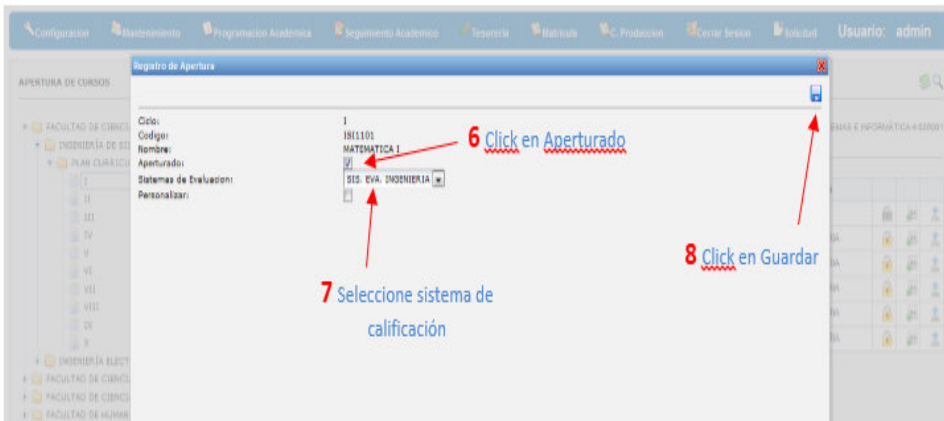 Configuracion Mantenimiento Programacion Academica Seguimiento Academico Tesoreria Matricula C. Produccion Cerrar Sesion Solicitud Usuario: admin
Registro de Apertura
APERTURA DE CURSOS
Ciclo: I
Codigo: ISI1101
Nombre: MATEMATICA I
Aperturado:
Sistemas de Evaluacion: SIS. EVA. INGENIERIA
Personalizar:
6 Click en Aperturado
7 Seleccione sistema de
calificación
8 Click en Guardar
FACULTAD DE CIENCI
INGENIERÍA DE SI
PLAN CURRICUL
I
II
III
IV
V
VI
VII
VIII
IX
X
INGENIERÍA ELECT
FACULTAD DE CIENCI
FACULTAD DE CIENCI
FACULTAD DE HUMAN